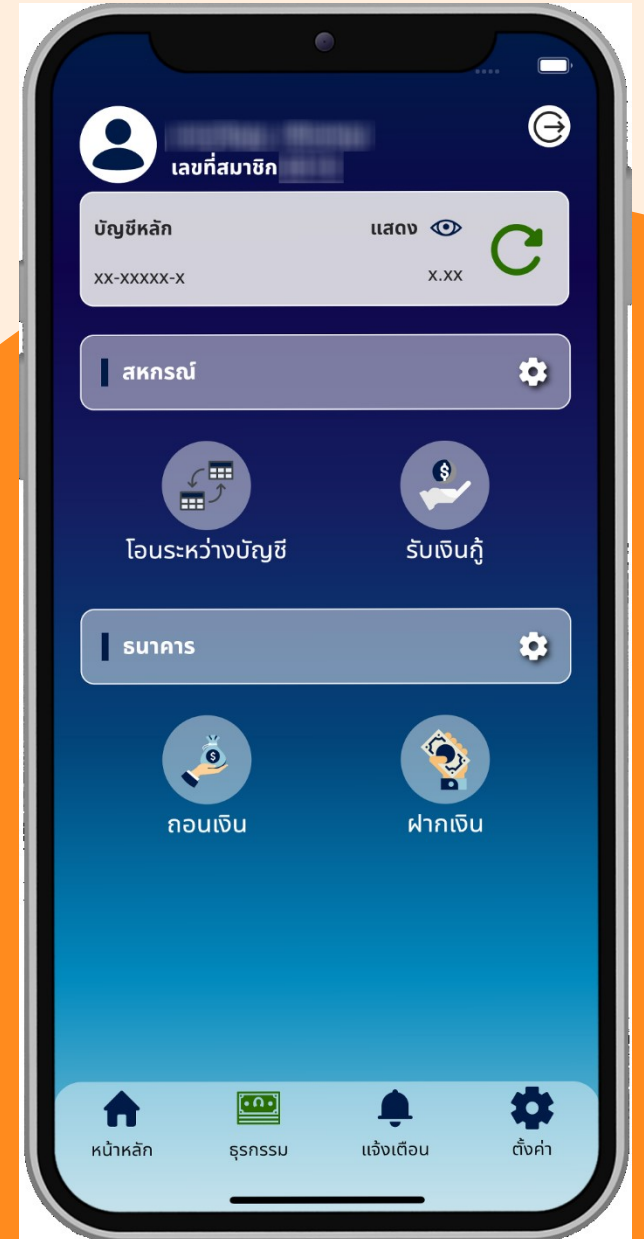 เลขที่สมาชิก
บัญชีหลัก แสดง
xx-xxxxx-x x.xx
สหกรณ์
โอนระหว่างบัญชี รับเงินกู้
ธนาคาร
ถอนเงิน ฝากเงิน
หน้าหลัก ธุรกรรม แจ้งเตือน ตั้งค่า